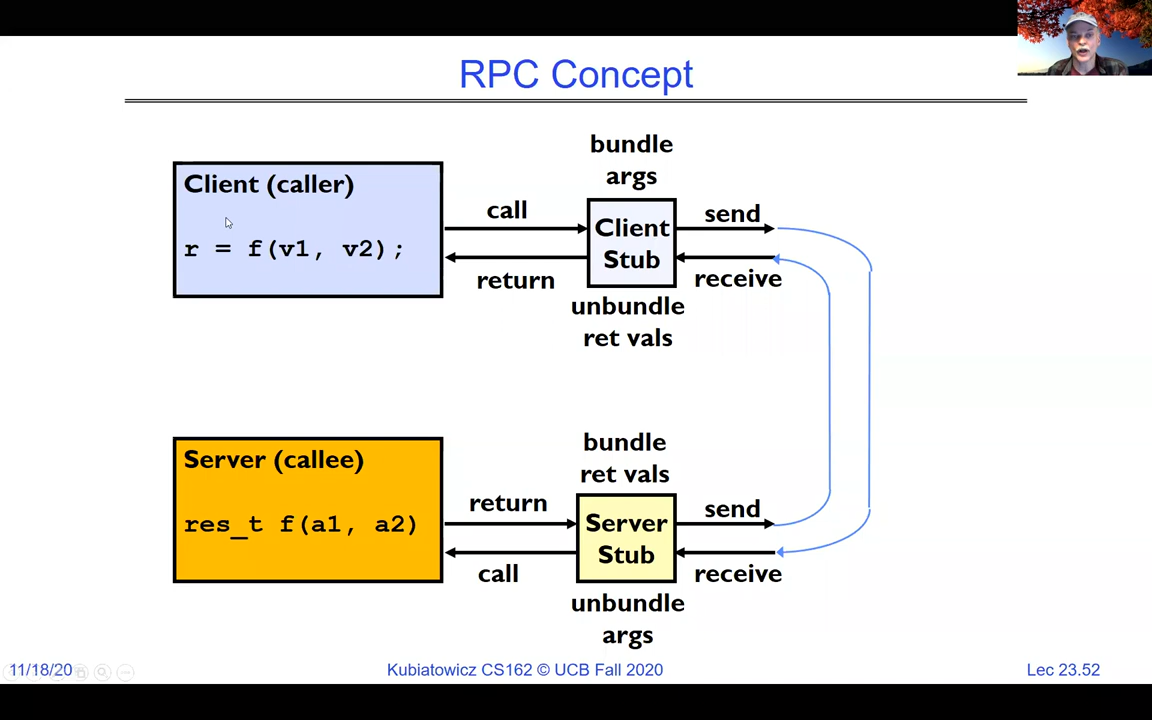 RPC Concept
Client (caller)
r = f(v1, v2);
call
return
bundle
args
Client
Stub
unbundle
ret vals
send
receive
Server (callee)
res_t f(a1, a2)
return
call
bundle
ret vals
Server
Stub
unbundle
args
send
receive
11/18/20
Kubiatowicz CS162 © UCB Fall 2020
Lec 23.52